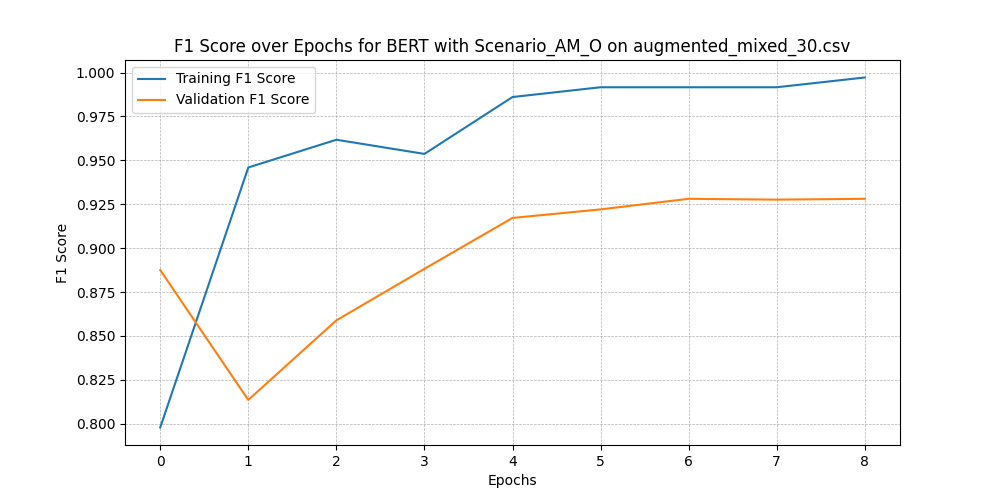 F1 Score over Epochs for BERT with Scenario_AM_O on augmented_mixed_30.csv
Training F1 Score
Validation F1 Score
1.000
0.975
0.950
0.925
0.900
0.875
0.850
0.825
0.800
F1 Score
0 1 2 3 4 5 6 7 8
Epochs